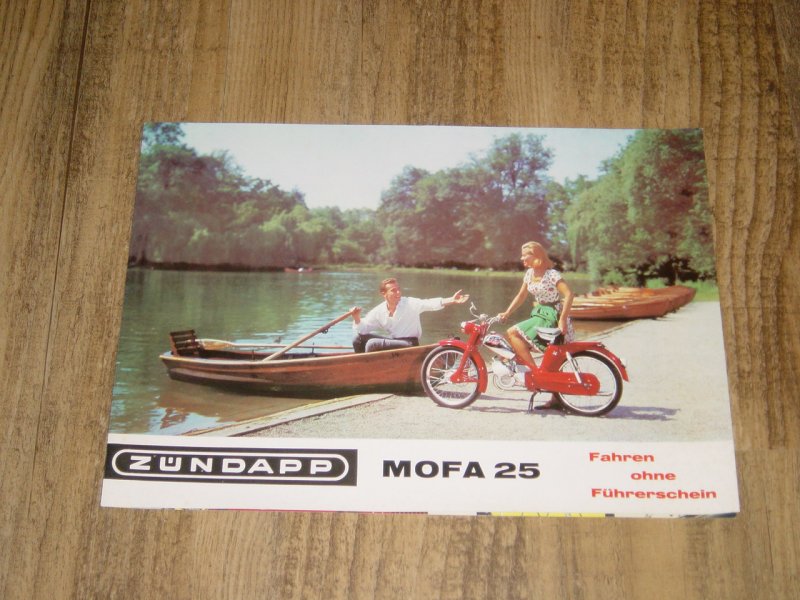 ZÜNDAPP
MOFA 25
Fahren
ohne
Führerschein